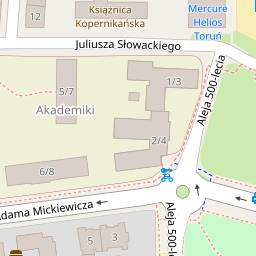 12
Książnica
Kopernikańska
Mercure
Helios
Toruń
Juliusza Słowackiego
1/3
5/7
Akademiki
Aleja 500-lecia
2/4
6/8
Adama Mickiewicza
5
3
Aleja 500-l